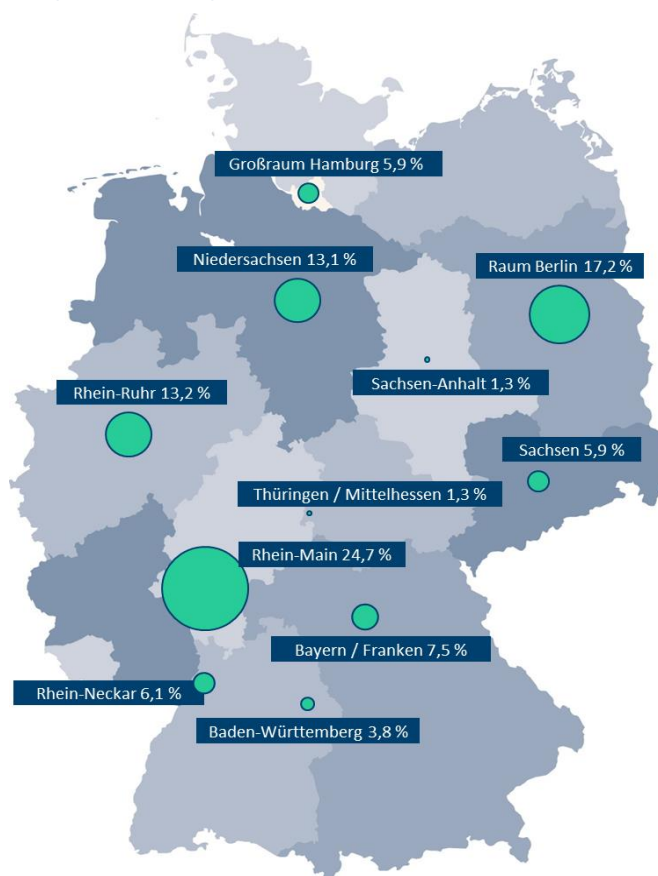 Großraum Hamburg 5,9 %
Niedersachsen 13,1 %
Raum Berlin 17,2 %
Sachsen-Anhalt 1,3 %
Rhein-Ruhr 13,2 %
Sachsen 5,9 %
Thüringen / Mittelhessen 1,3 %
Rhein-Main 24,7 %
Bayern / Franken 7,5 %
Rhein-Neckar 6,1 %
Baden-Württemberg 3,8 %